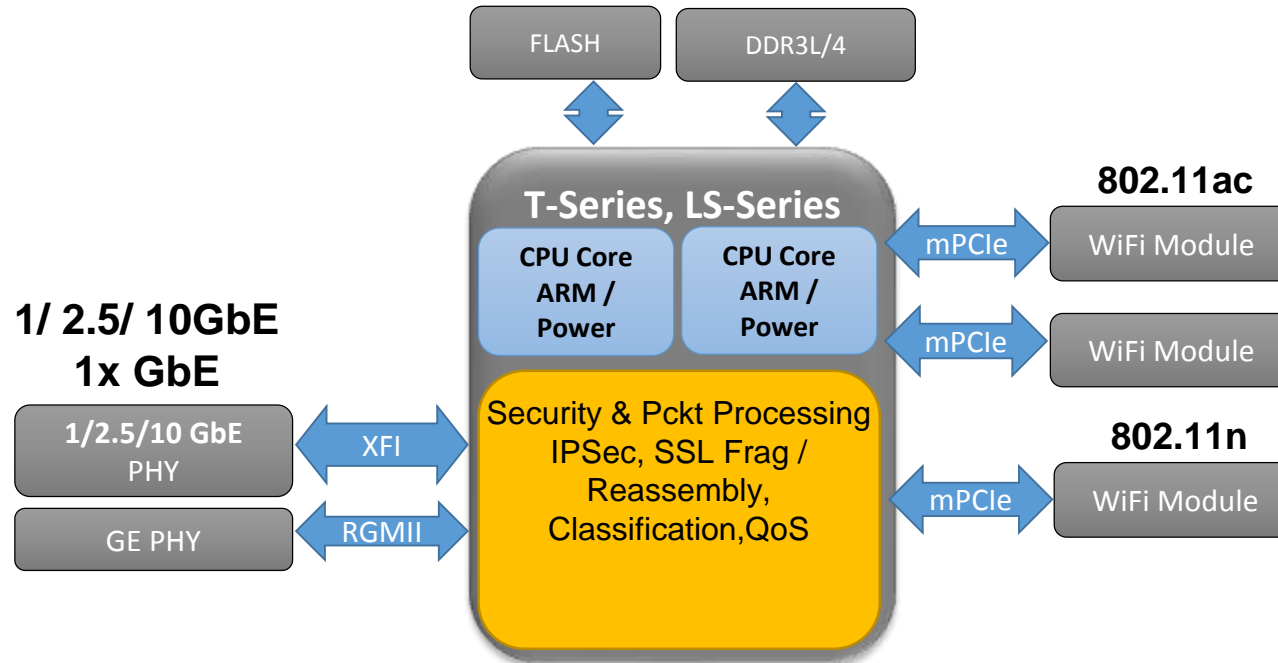 FLASH
DDR3L/4
T-Series, LS-Series
CPU Core
ARM /
Power
CPU Core
ARM /
Power
Security & Pckt Processing
IPSec, SSL Frag /
Reassembly,
Classification,QoS
1/ 2.5/ 10GbE
1x GbE
1/2.5/10 GbE
PHY
XFI
GE PHY
RGMII
802.11ac
mPCIe
WiFi Module
mPCIe
WiFi Module
802.11n
mPCIe
WiFi Module